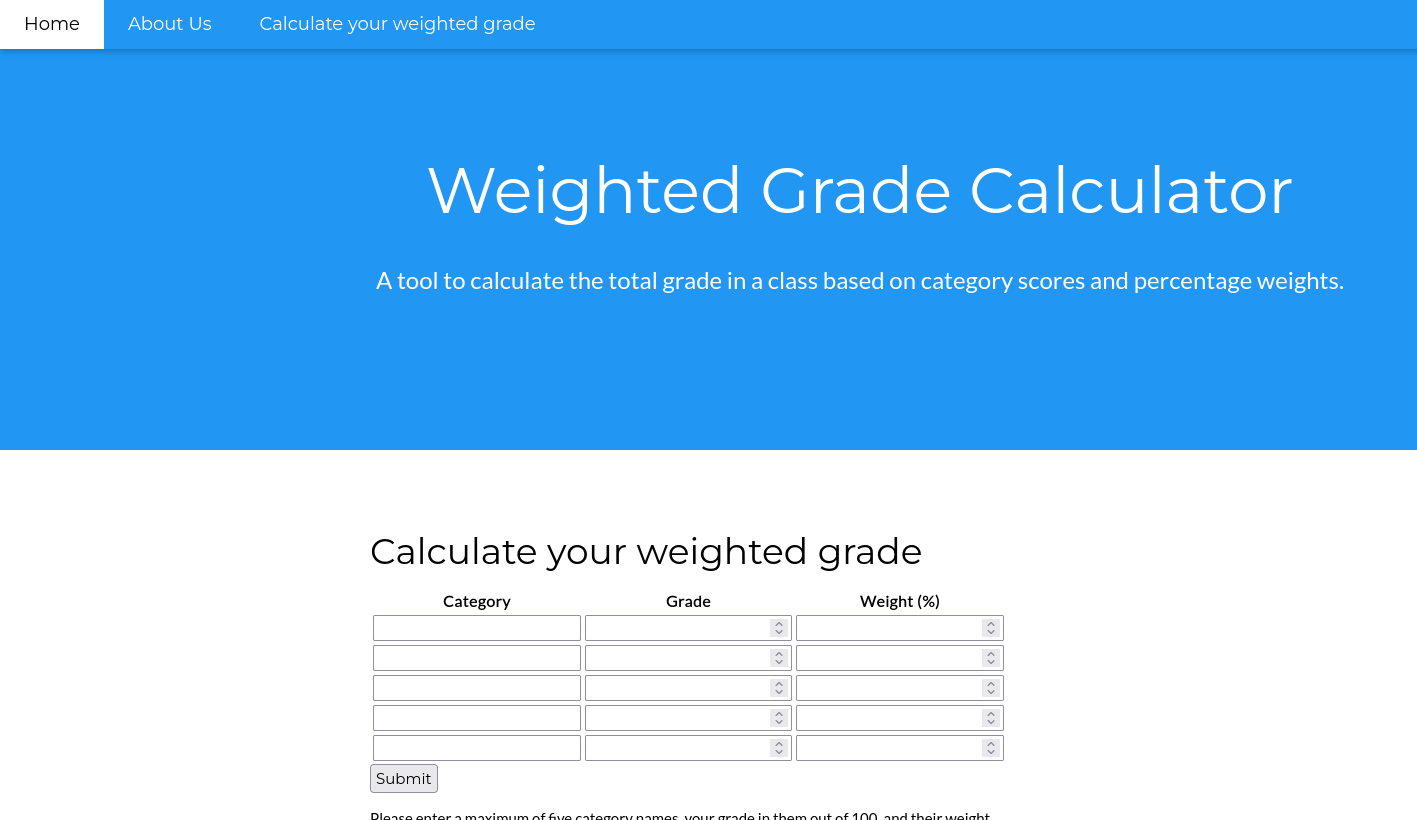 Home About Us Calculate your weighted grade
Weighted Grade Calculator
A tool to calculate the total grade in a class based on category scores and percentage weights.
Calculate your weighted grade
Category Grade Weight (%)
Submit
Please enter a maximum of five category names, your grade in them out of 100, and their weight